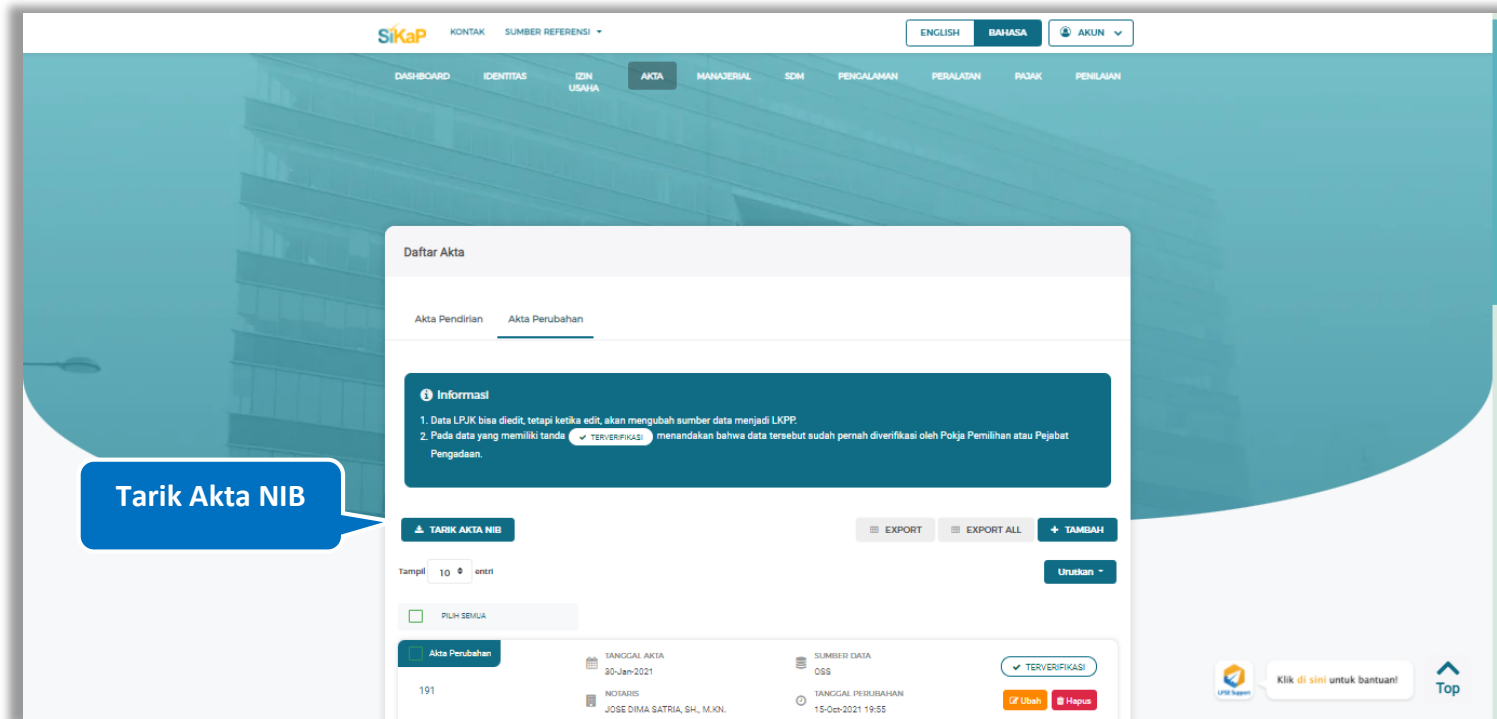 SiKaP KONTAK SUMBER REFERENSI ENGLISH BAHASA AKUN
DASHBOARD IDENTITAS IZIN USAHA AKTA MANAJERIAL SDM PENGALAMAN PERALATAN PAJAK PENILAIAN
Daftar Akta
Akta Pendirian Akta Perubahan
Informasi
1. Data LPJK bisa diedit, tetapi ketika edit, akan mengubah sumber data menjadi LKPP.
2. Pada data yang memiliki tanda TERVERIFIKASI menandakan bahwa data tersebut sudah pernah diverifikasi oleh Pokja Pemilihan atau Pejabat
Pengadaan.
Tarik Akta NIB
TARIK AKTA NIB EXPORT EXPORT ALL + TAMBAH
Tampil 10 entri Urutkan
PILIH SEMUA
Akta Perubahan
191
TANGGAL AKTA
30-Jan-2021
NOTARIS
JOSE DIMA SATRIA, SH., M.KN.
SUMBER DATA
OSS
TANGGAL PERUBAHAN
15-Oct-2021 19:55
TERVERIFIKASI
Ubah Hapus
LPSE Support
Klik di sini untuk bantuan!
Top